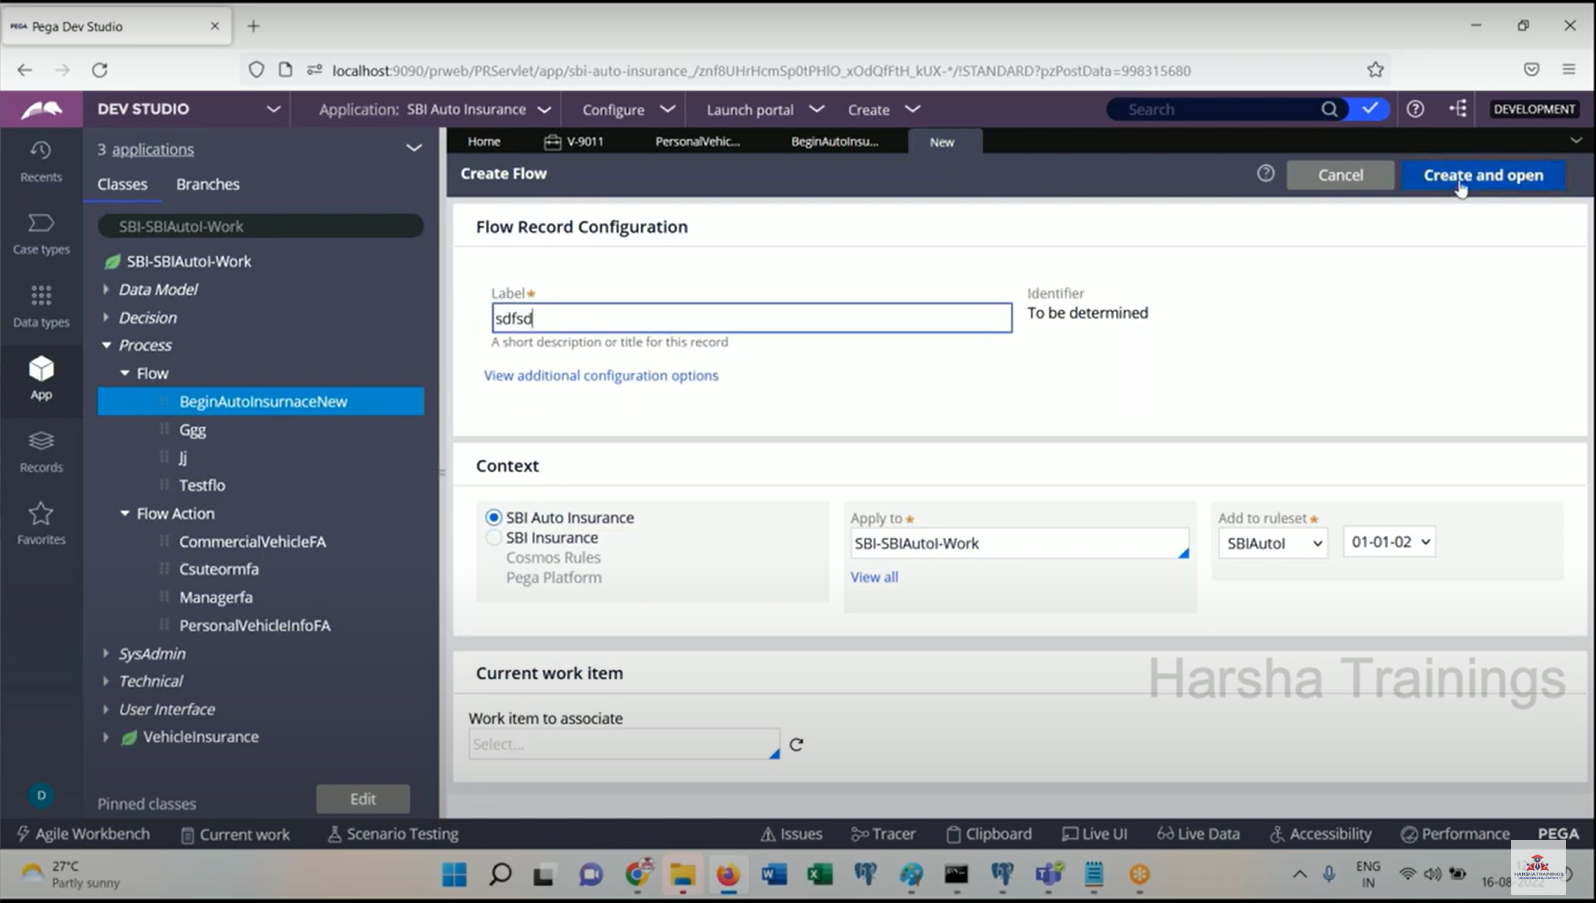 PEGA Pega Dev Studio
localhost:9090/prweb/PRServlet/app/sbi-auto-insurance_/znf8UHrHcmSp0tPHlO_xOdQfFtH_kUX-*/!STANDARD?pzPostData=998315680
DEV STUDIO
Application: SBI Auto Insurance
Configure
Launch portal
Create
Search
DEVELOPMENT
Recents
Case types
Data types
App
Records
Favorites
D
3 applications
Classes Branches
SBI-SBIAutoI-Work
SBI-SBIAutoI-Work
Data Model
Decision
Process
Flow
BeginAutoInsurnaceNew
Ggg
Jj
Testflo
Flow Action
CommercialVehicleFA
Csuteormfa
Managerfa
PersonalVehicleInfoFA
SysAdmin
Technical
User Interface
VehicleInsurance
Pinned classes
Edit
Home V-9011 PersonalVehic... BeginAutoInsu... New
Create Flow
Cancel
Create and open
Flow Record Configuration
Label*
sdfsd
A short description or title for this record
Identifier
To be determined
View additional configuration options
Context
SBI Auto Insurance
SBI Insurance
Cosmos Rules
Pega Platform
Apply to*
SBI-SBIAutoI-Work
View all
Add to ruleset*
SBIAutoI 01-01-02
Current work item
Work item to associate
Select...
Harsha Trainings
Agile Workbench Current work Scenario Testing Issues Tracer Clipboard Live UI Live Data Accessibility Performance PEGA
27°C
Partly sunny
ENG
IN
HARSHATRAININGS